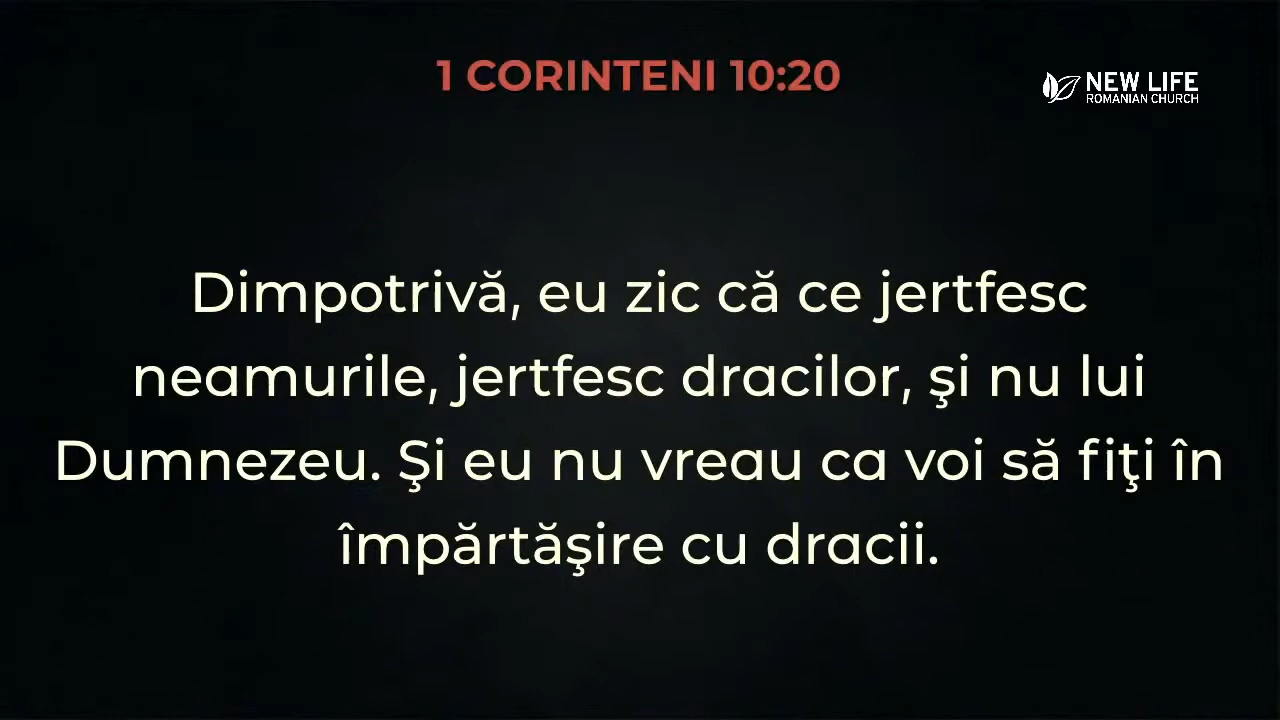 1 CORINTENI 10:20
NEW LIFE
ROMANIAN CHURCH
Dimpotrivă, eu zic că ce jertfesc
neamurile, jertfesc dracilor, şi nu lui
Dumnezeu. Şi eu nu vreau ca voi să fiţi în
împărtăşire cu dracii.